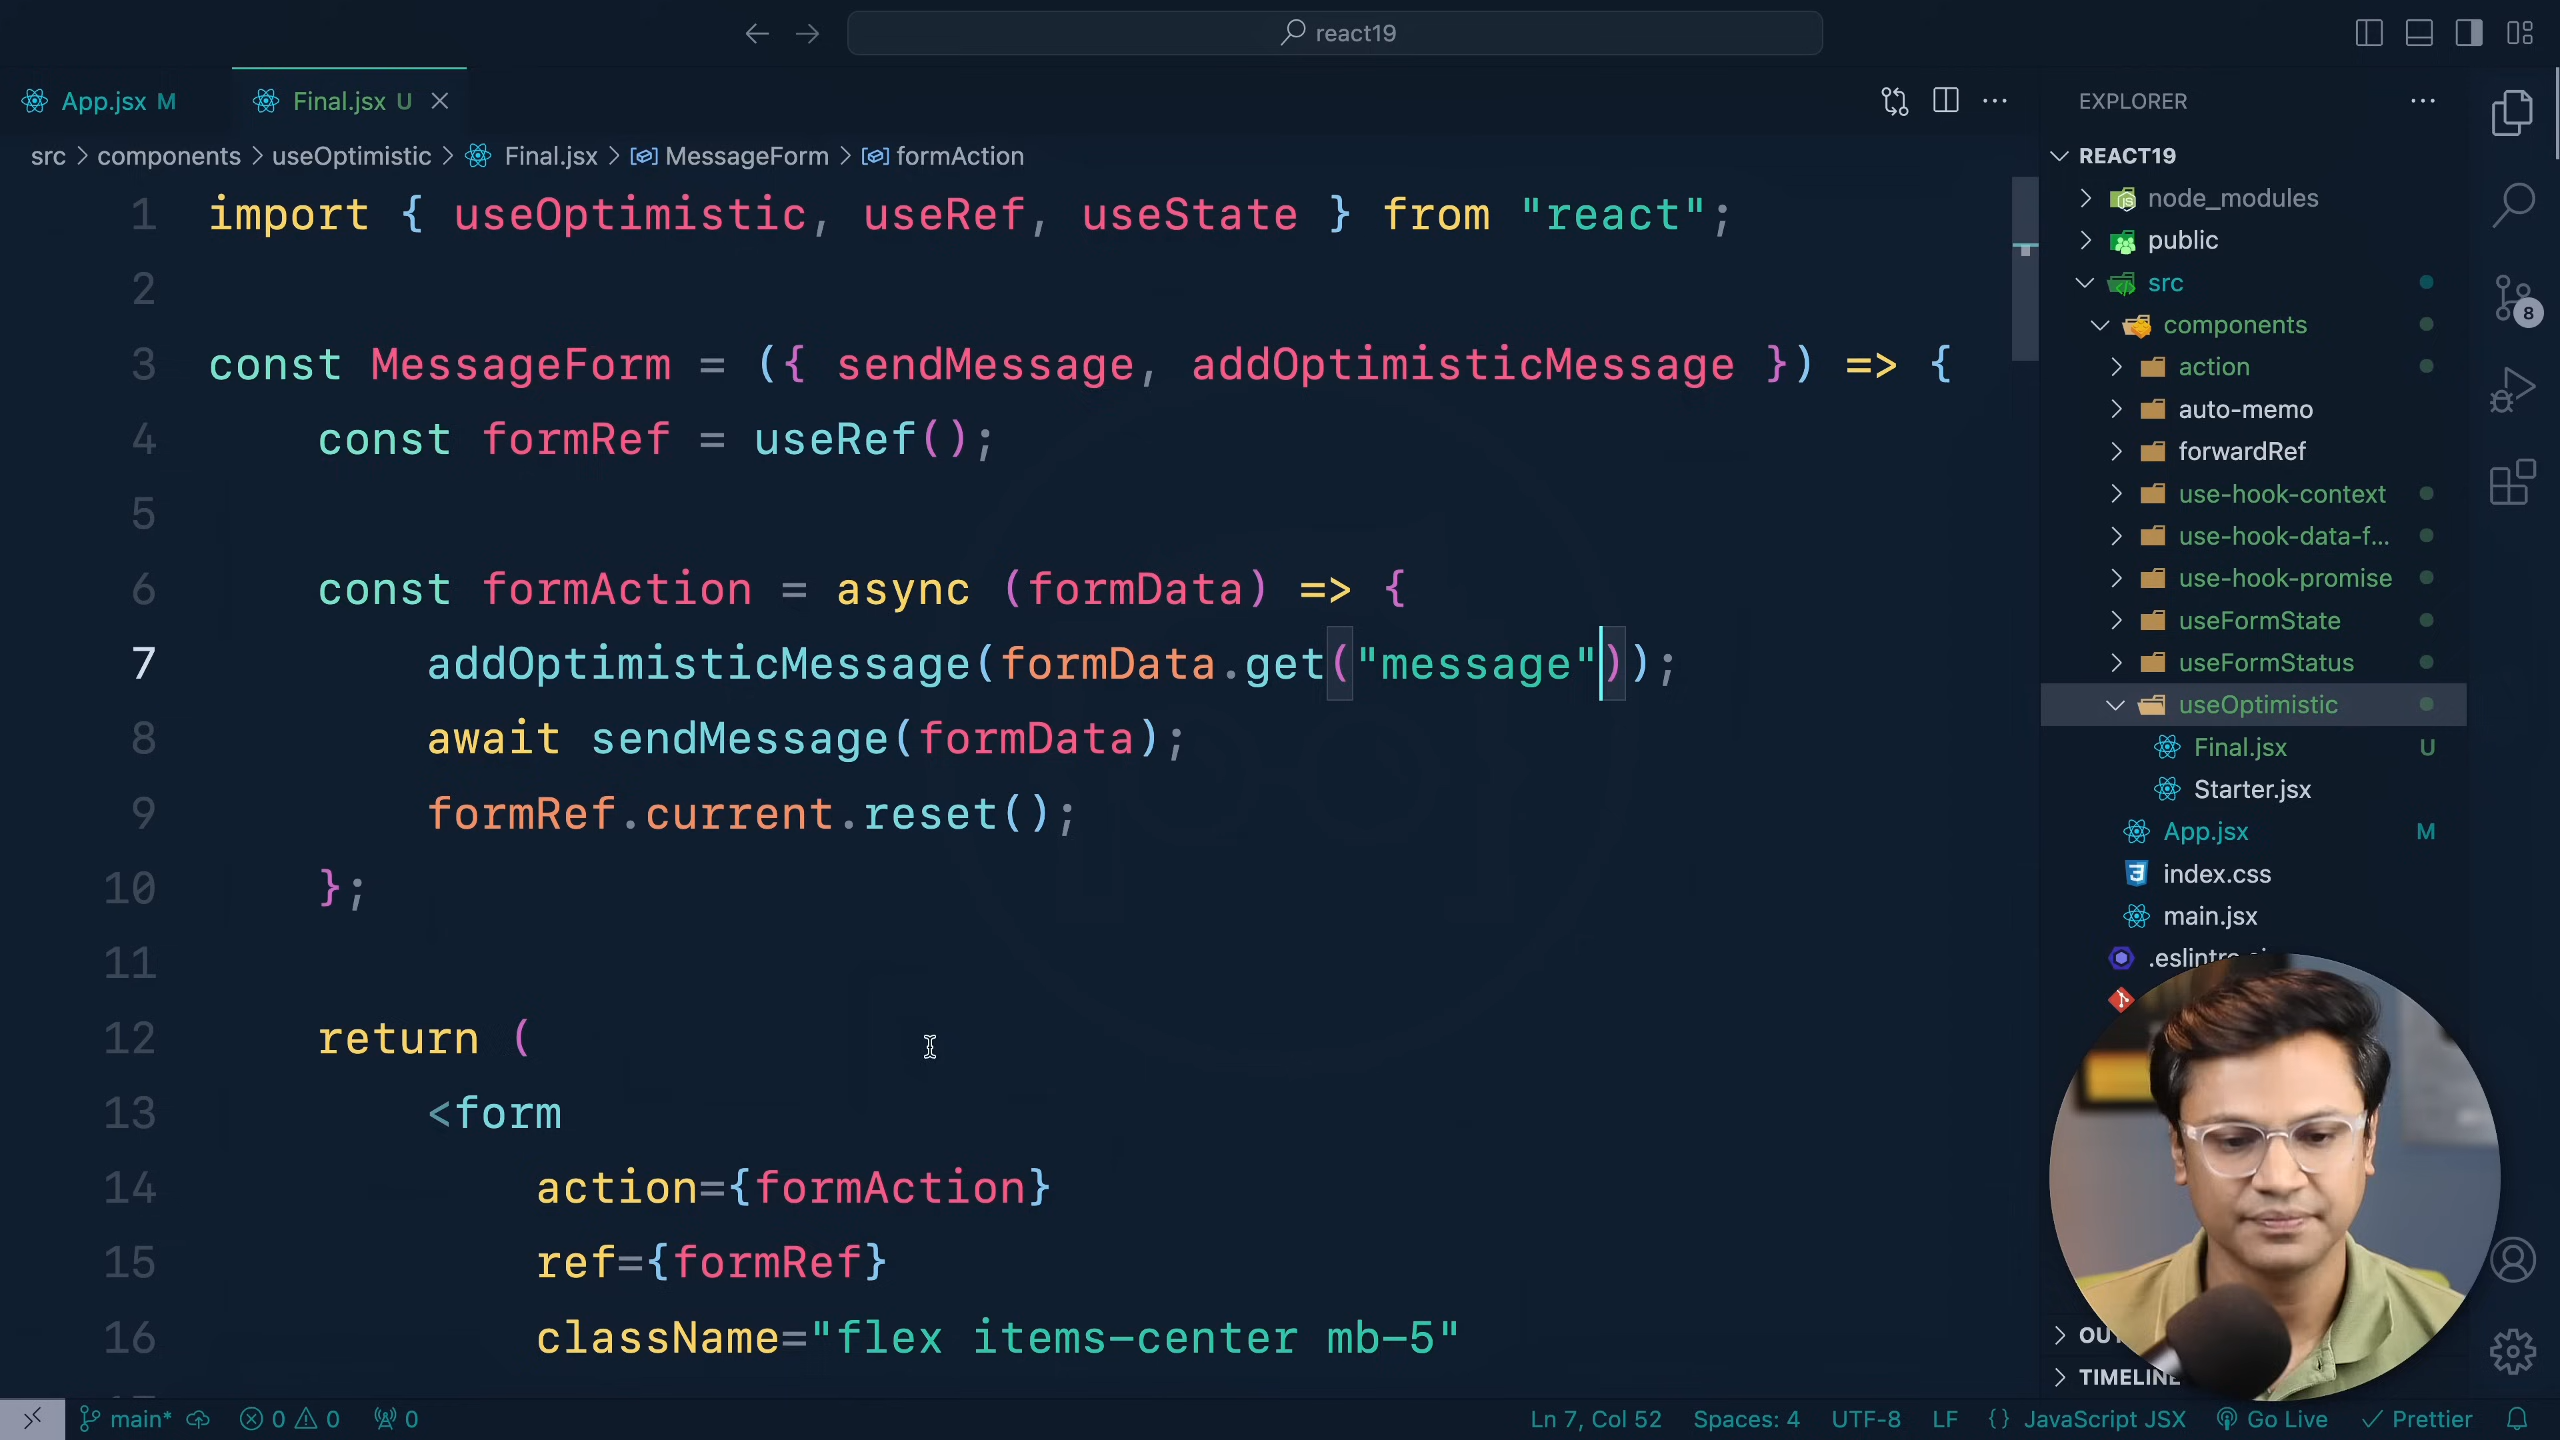 react19
App.jsx M
Final.jsx U
src > components > useOptimistic > Final.jsx > MessageForm > formAction
1 import { useOptimistic, useRef, useState } from "react";
2
3 const MessageForm = ({ sendMessage, addOptimisticMessage }) => {
4 const formRef = useRef();
5
6 const formAction = async (formData) => {
7 addOptimisticMessage(formData.get("message"));
8 await sendMessage(formData);
9 formRef.current.reset();
10 };
11
12 return (
13 <form
14 action={formAction}
15 ref={formRef}
16 className="flex items-center mb-5"
EXPLORER
REACT19
node_modules
public
src
components
action
auto-memo
forwardRef
use-hook-context
use-hook-data-f...
use-hook-promise
useFormState
useFormStatus
useOptimistic
Final.jsx U
Starter.jsx
App.jsx M
index.css
main.jsx
8
TIMELINE
main* 0 0 0 Ln 7, Col 52 Spaces: 4 UTF-8 LF {} JavaScript JSX Go Live Prettier